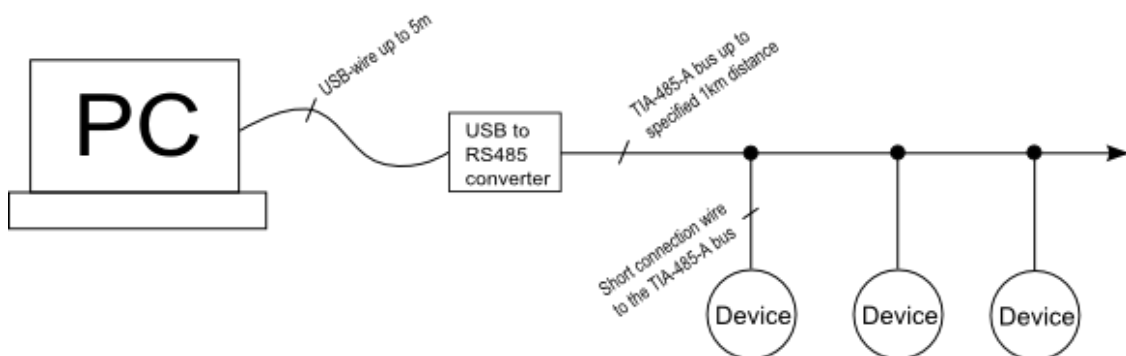 PC
USB-wire up to 5m
USB to
RS485
converter
TIA-485-A bus up to
specified 1km distance
Short connection wire
to the TIA-485-A bus
Device
Device
Device